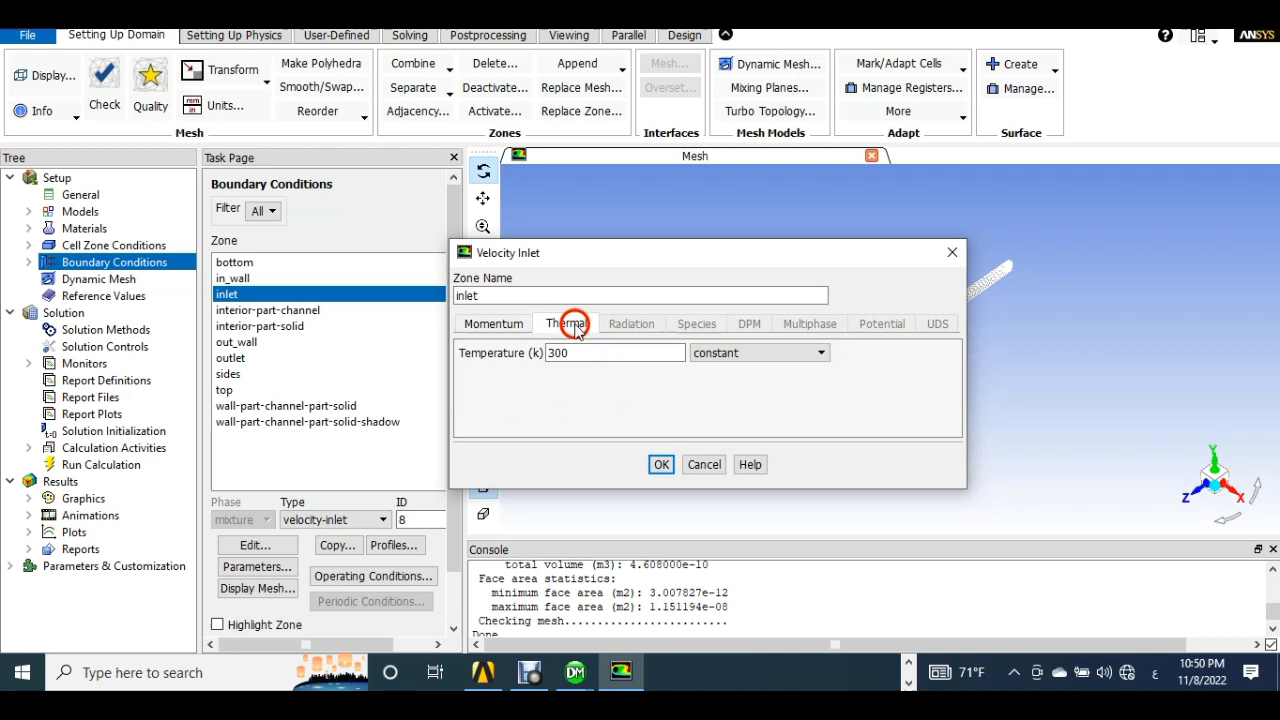 File
Setting Up Domain
Setting Up Physics
User-Defined
Solving
Postprocessing
Viewing
Parallel
Design
ANSYS
Display...
Info
Check
Quality
Transform
Units...
Make Polyhedra
Smooth/Swap...
Reorder
Mesh
Combine
Separate
Adjacency...
Delete...
Deactivate...
Activate...
Append
Replace Mesh...
Replace Zone...
Zones
Mesh...
Overset...
Interfaces
Dynamic Mesh...
Mixing Planes...
Turbo Topology...
Mesh Models
Mark/Adapt Cells
Manage Registers...
More
Adapt
Create
Manage...
Surface
Tree
Setup
General
Models
Materials
Cell Zone Conditions
Boundary Conditions
Dynamic Mesh
Reference Values
Solution
Solution Methods
Solution Controls
Monitors
Report Definitions
Report Files
Report Plots
Solution Initialization
Calculation Activities
Run Calculation
Results
Graphics
Animations
Plots
Reports
Parameters & Customization
Task Page
Boundary Conditions
Filter All
Zone
bottom
in_wall
inlet
interior-part-channel
interior-part-solid
out_wall
outlet
sides
top
wall-part-channel-part-solid
wall-part-channel-part-solid-shadow
Phase Type ID
mixture velocity-inlet 8
Edit... Copy... Profiles...
Parameters... Operating Conditions...
Display Mesh... Periodic Conditions...
Highlight Zone
Mesh
Velocity Inlet
Zone Name
inlet
Momentum Thermal Radiation Species DPM Multiphase Potential UDS
Temperature (k) 300 constant
OK Cancel Help
Y
Z X
Console
total volume (m3): 4.608000e-10
Face area statistics:
minimum face area (m2): 3.007827e-12
maximum face area (m2): 1.151194e-08
Checking mesh........................
Done.
Type here to search
DM
71°F
ع
10:50 PM
11/8/2022